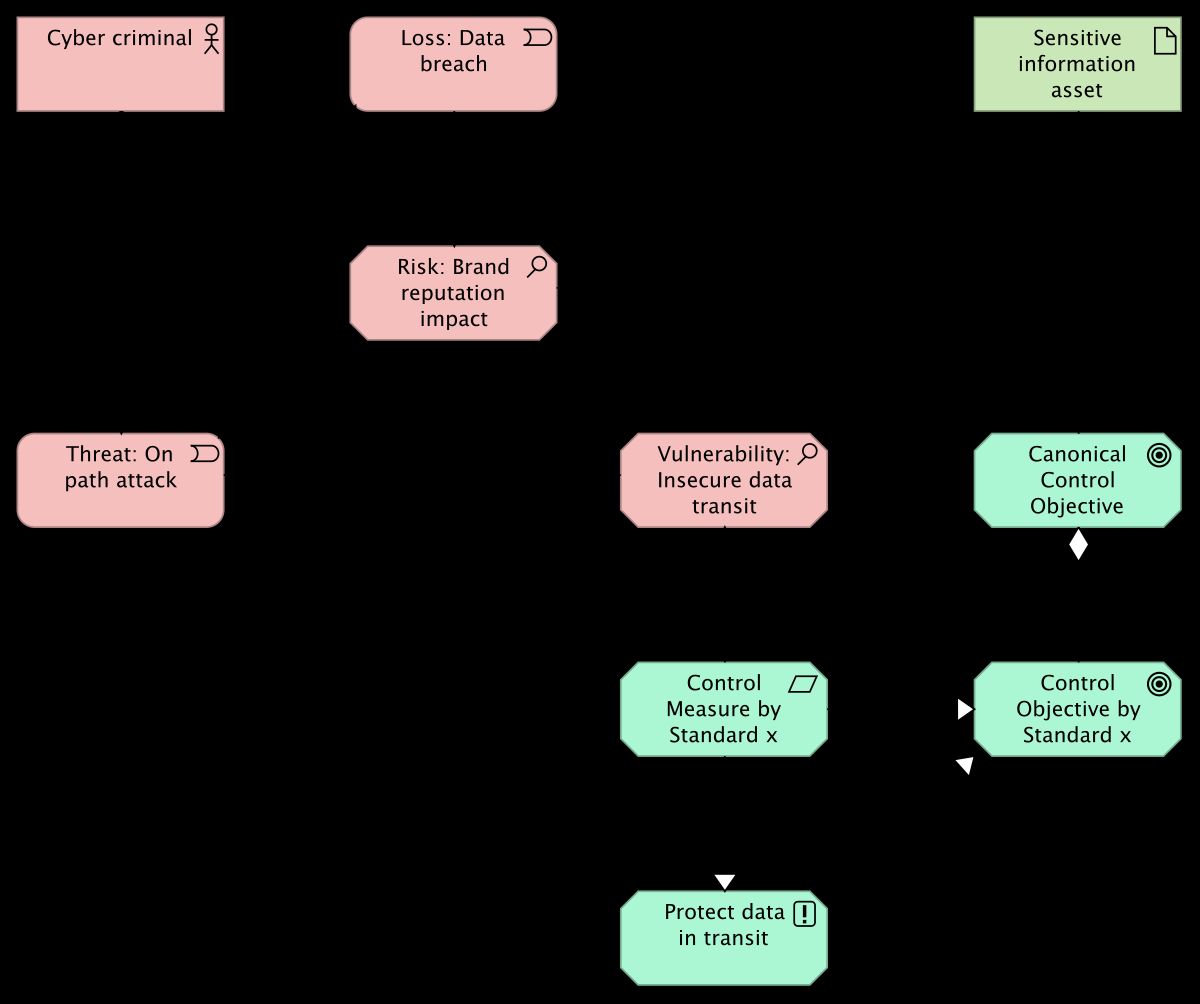 Cyber criminal
Loss: Data
breach
Sensitive
information
asset
Risk: Brand
reputation
impact
Threat: On
path attack
Vulnerability:
Insecure data
transit
Canonical
Control
Objective
Control
Measure by
Standard x
Control
Objective by
Standard x
Protect data
in transit